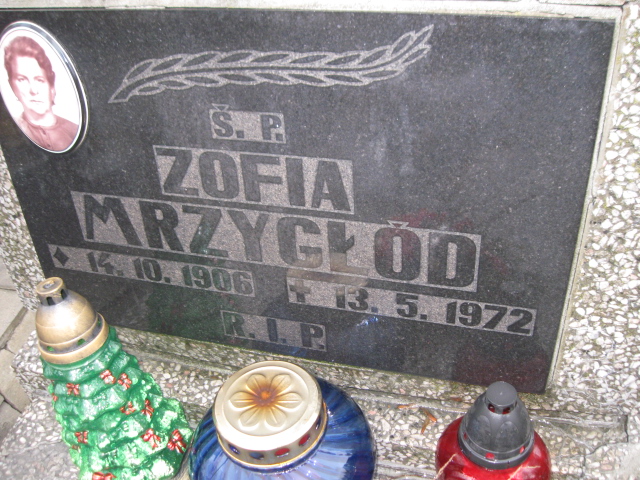 Ś. P.
ZOFIA
MRZYGŁÓD
14. 10. 1906
13. 5. 1972
R. I. P.